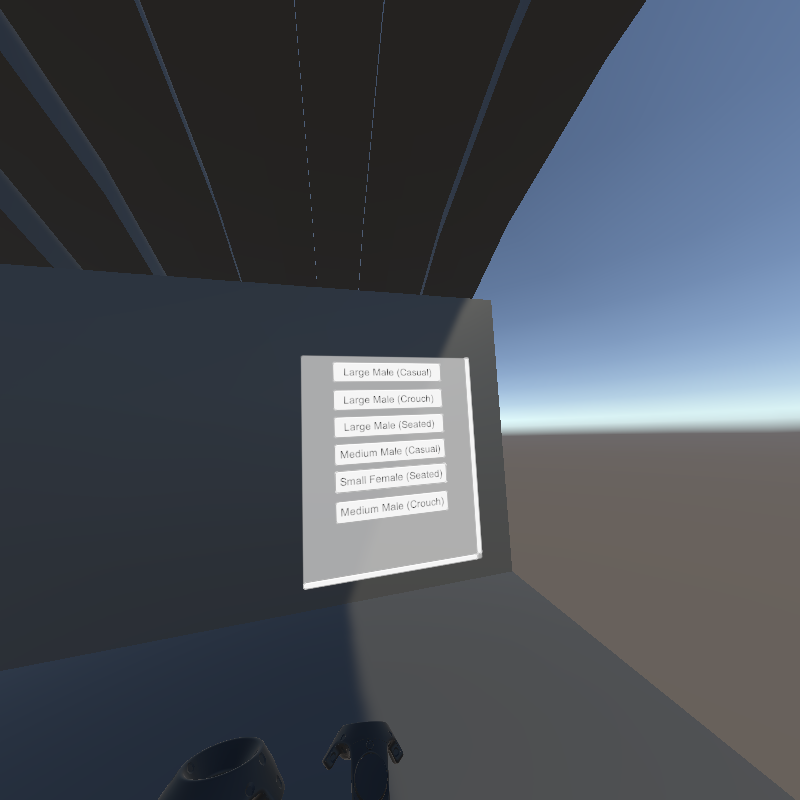 Large Male (Casual)
Large Male (Crouch)
Large Male (Seated)
Medium Male (Casual)
Small Female (Seated)
Medium Male (Crouch)